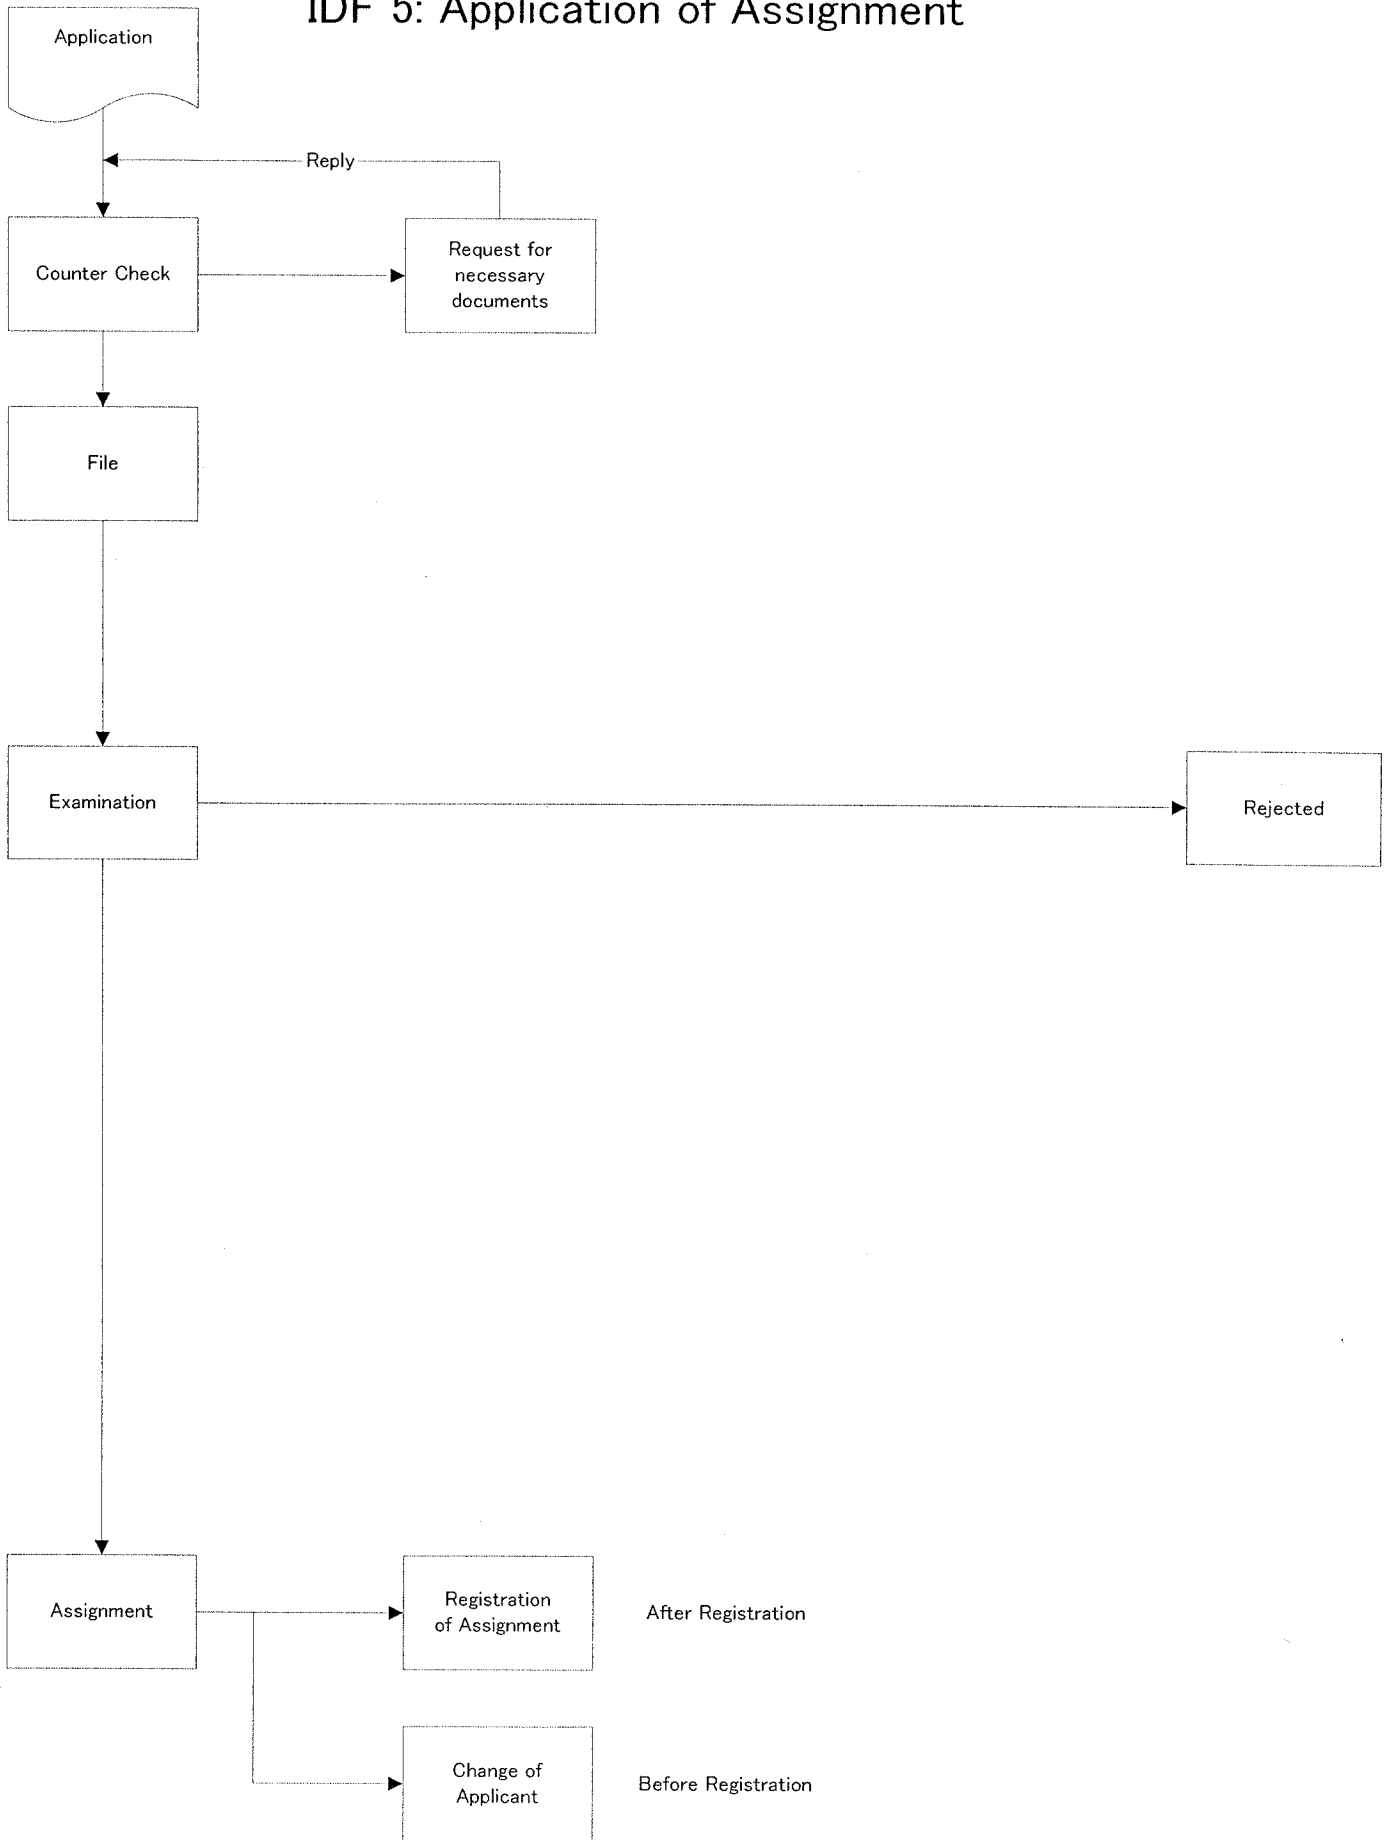 IDF 5: Application of Assignment
Application
Reply
Counter Check
Request for
necessary
documents
File
Examination
Rejected
Assignment
Registration
of Assignment
After Registration
Change of
Applicant
Before Registration